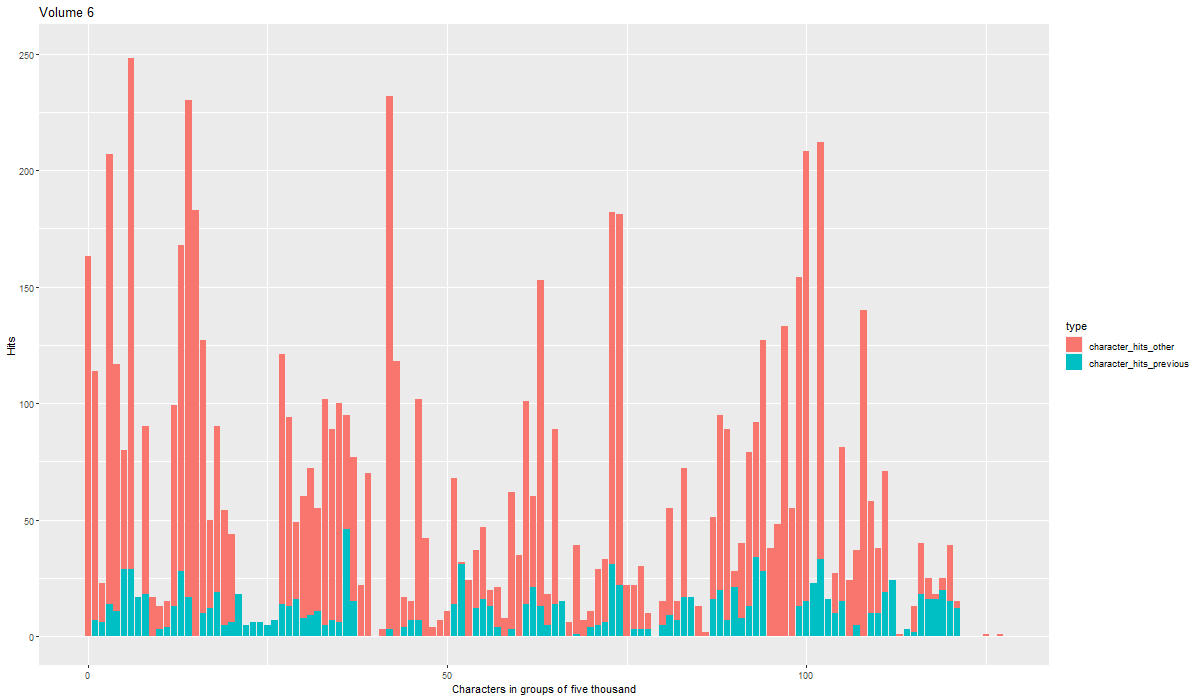 Volume 6
250
200
150
100
50
0
Hits
0 50 100
Characters in groups of five thousand
type
character_hits_other
character_hits_previous